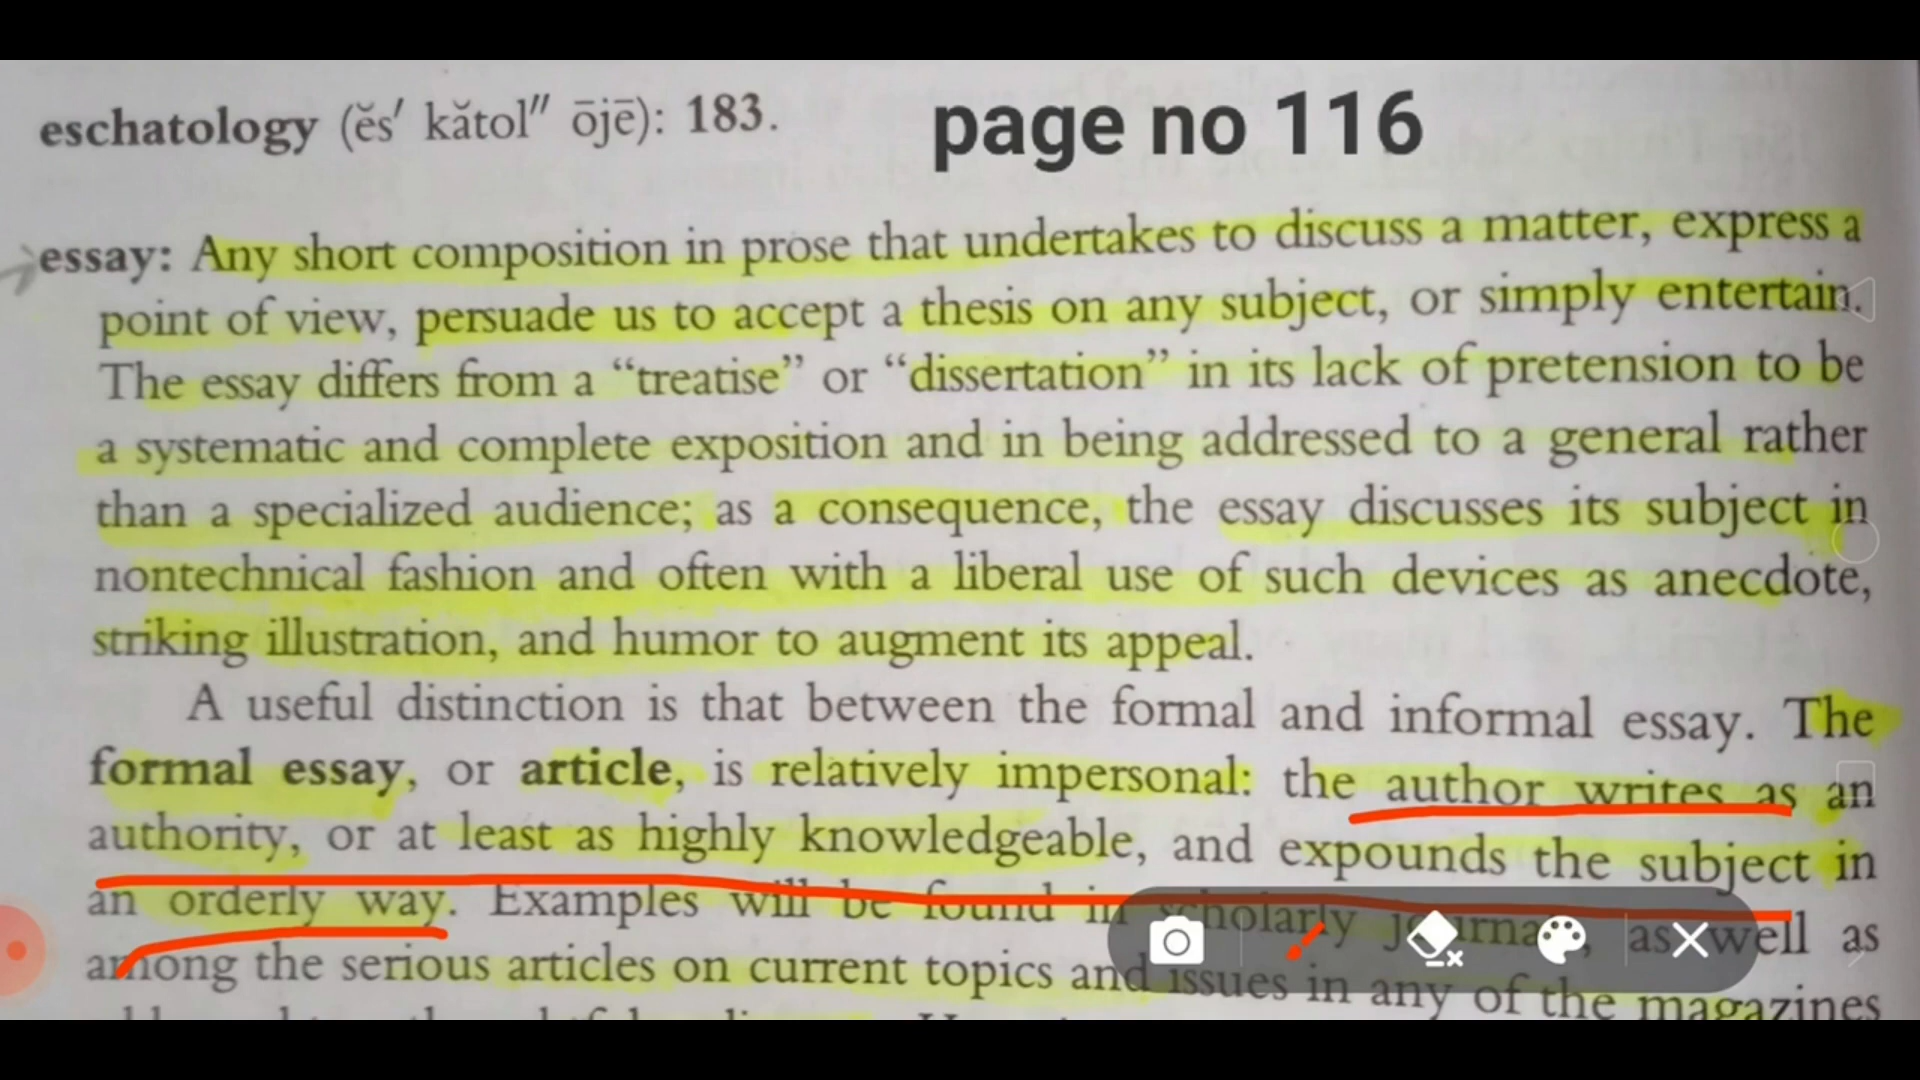 eschatology (ĕs′ kătol″ ōjē): 183.
page no 116
essay: Any short composition in prose that undertakes to discuss a matter, express a
point of view, persuade us to accept a thesis on any subject, or simply entertain.
The essay differs from a “treatise” or “dissertation” in its lack of pretension to be
a systematic and complete exposition and in being addressed to a general rather
than a specialized audience; as a consequence, the essay discusses its subject in
nontechnical fashion and often with a liberal use of such devices as anecdote,
striking illustration, and humor to augment its appeal.
A useful distinction is that between the formal and informal essay. The
formal essay, or article, is relatively impersonal: the author writes as an
authority, or at least as highly knowledgeable, and expounds the subject in
an orderly way. Examples will be found in scholarly as well as
among the serious articles on current topics and issues in any of the magazines